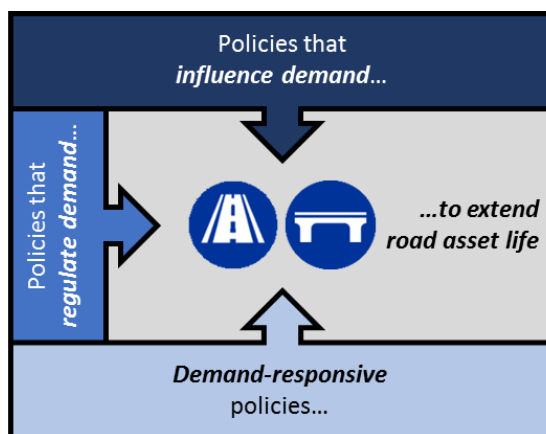 Policies that
influence demand...
Policies that
regulate demand...
...to extend
road asset life
Demand-responsive
policies...